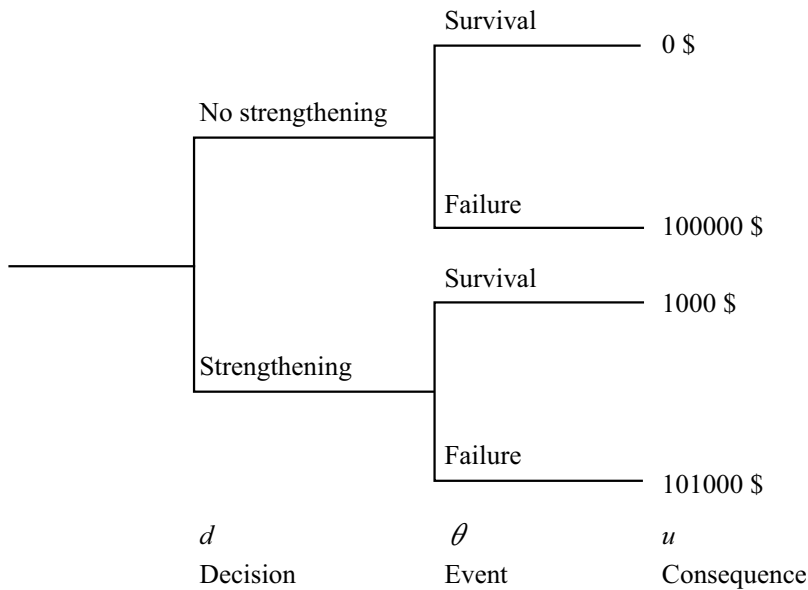 Survival
0 $
No strengthening
Failure
100000 $
Survival
1000 $
Strengthening
Failure
101000 $
d θ u
Decision Event Consequence